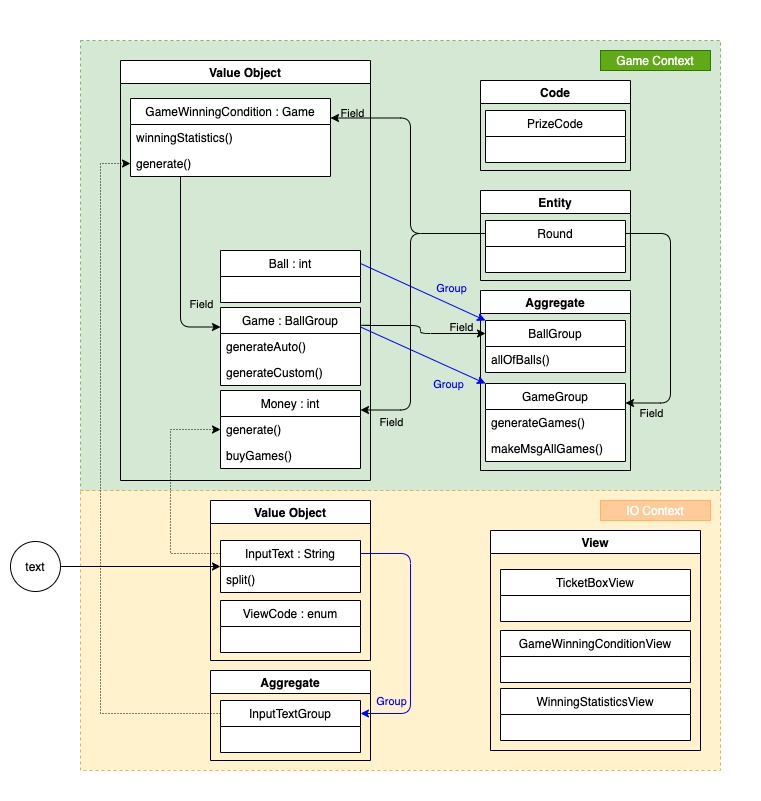 Game Context
Value Object
GameWinningCondition : Game
winningStatistics()
generate()
Field
Code
PrizeCode
Entity
Round
Ball : int
Group
Field
Game : BallGroup
generateAuto()
generateCustom()
Field
Aggregate
BallGroup
allOfBalls()
Group
GameGroup
generateGames()
makeMsgAllGames()
Field
Money : int
generate()
buyGames()
Field
IO Context
Value Object
InputText : String
split()
text
ViewCode : enum
Aggregate
InputTextGroup
Group
View
TicketBoxView
GameWinningConditionView
WinningStatisticsView